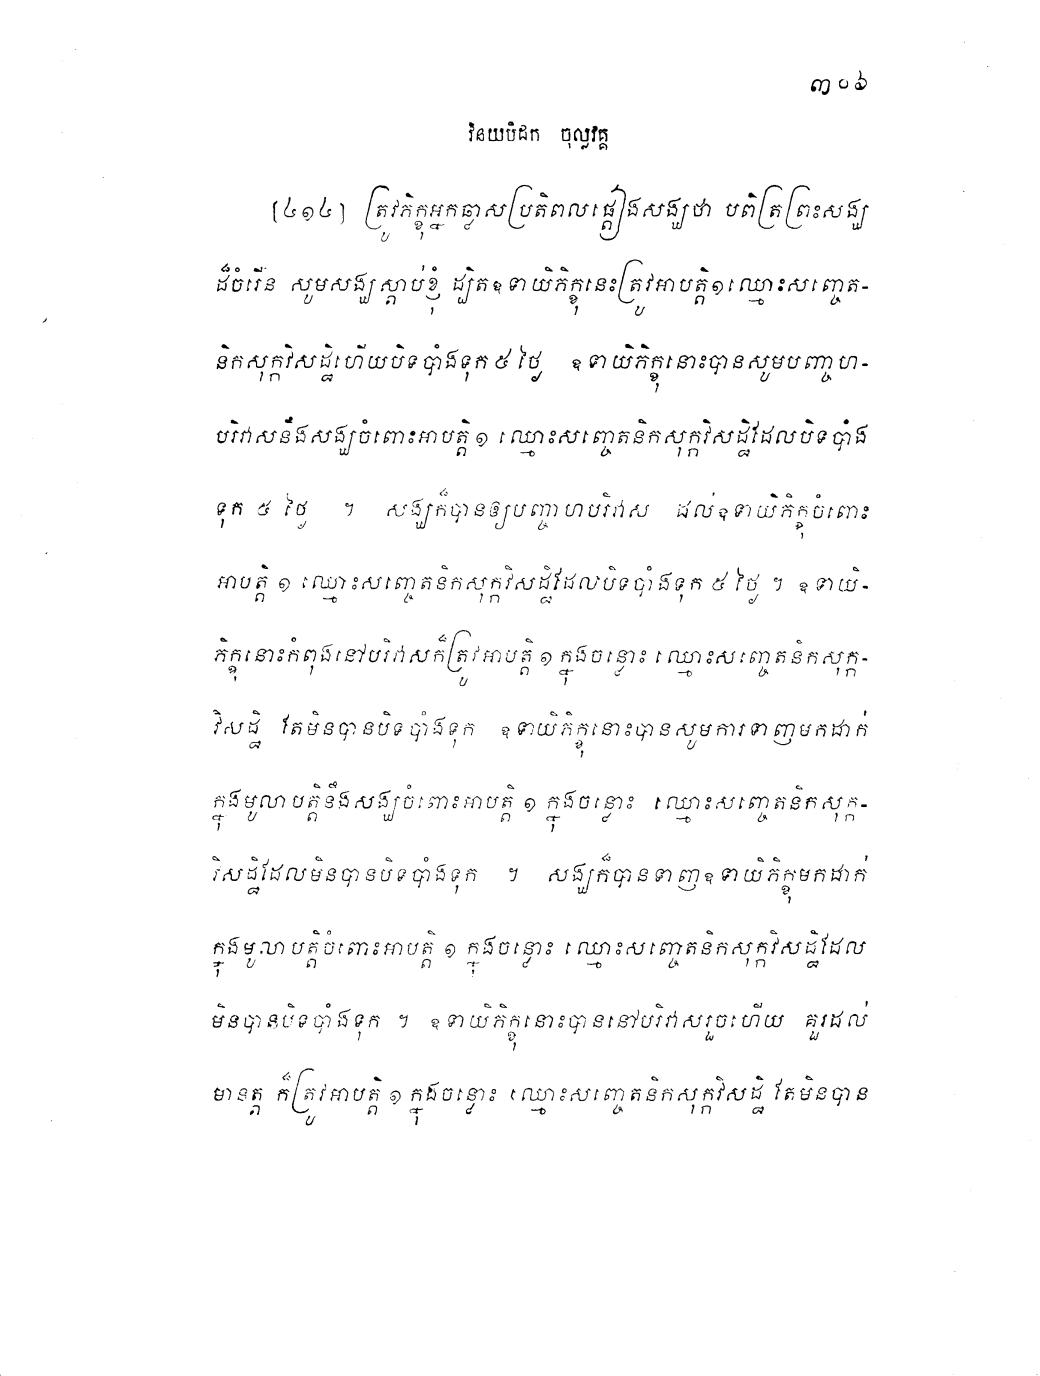 ៣០៦
វិនយបិដក ចុល្លវគ្គ
[៤១៤] ត្រូវភិក្ខុអ្នកឆ្លាសប្រតិពលផ្តៀងសង្ឃថា បពិត្រព្រះសង្ឃ
ដ៏ចំរើន សូមសង្ឃស្តាប់ខ្ញុំ ដ្បិតឧទាយិភិក្ខុនេះត្រូវអាបត្តិ១ឈ្មោះសញ្ចេត-
និកសុក្កវិសដ្ឋិហើយបិទបាំងទុក ៥ ថ្ងៃ ឧទាយិភិក្ខុនោះបានសូមបញ្ចាហ-
បរិវាសនឹងសង្ឃចំពោះអាបត្តិ ១ ឈ្មោះសញ្ចេតនិកសុក្កវិសដ្ឋិដែលបិទបាំង
ទុក ៥ ថ្ងៃ ។ សង្ឃក៏បានឲ្យបញ្ចាហបរិវាស ដល់ឧទាយិភិក្ខុចំពោះ
អាបត្តិ ១ ឈ្មោះសញ្ចេតនិកសុក្កវិសដ្ឋិដែលបិទបាំងទុក ៥ ថ្ងៃ ។ ឧទាយិ-
ភិក្ខុនោះកំពុងនៅបរិវាសក៏ត្រូវអាបត្តិ ១ ក្នុងចន្លោះ ឈ្មោះសញ្ចេតនិកសុក្ក-
វិសដ្ឋិ តែមិនបានបិទបាំងទុក ឧទាយិភិក្ខុនោះបានសូមការទាញមកដាក់
ក្នុងមូលាបត្តិនឹងសង្ឃចំពោះអាបត្តិ ១ ក្នុងចន្លោះ ឈ្មោះសញ្ចេតនិកសុក្ក-
វិសដ្ឋិដែលមិនបានបិទបាំងទុក ។ សង្ឃក៏បានទាញឧទាយិភិក្ខុមកដាក់
ក្នុងមូលាបត្តិចំពោះអាបត្តិ ១ ក្នុងចន្លោះ ឈ្មោះសញ្ចេតនិកសុក្កវិសដ្ឋិដែល
មិនបានបិទបាំងទុក ។ ឧទាយិភិក្ខុនោះបាននៅបរិវាសរួចហើយ គួរដល់
មានត្ត ក៏ត្រូវអាបត្តិ ១ ក្នុងចន្លោះ ឈ្មោះសញ្ចេតនិកសុក្កវិសដ្ឋិ តែមិនបាន